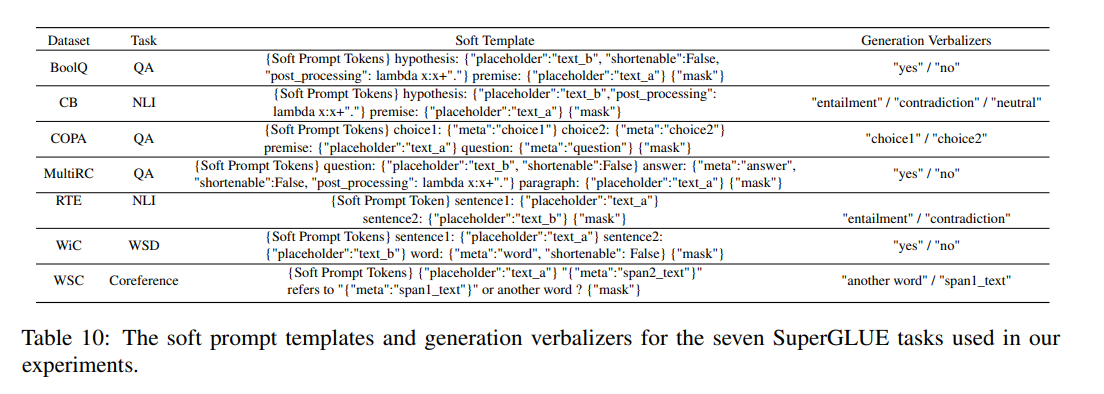 Dataset Task Soft Template Generation Verbalizers
BoolQ QA {Soft Prompt Tokens} hypothesis: {"placeholder":"text_b", "shortenable":False, "yes" / "no"
"post_processing": lambda x:x+"."} premise: {"placeholder":"text_a"} {"mask"}
CB NLI {Soft Prompt Tokens} hypothesis: {"placeholder":"text_b","post_processing": "entailment" / "contradiction" / "neutral"
lambda x:x+"."} premise: {"placeholder":"text_a"} {"mask"}
COPA QA {Soft Prompt Tokens} choice1: {"meta":"choice1"} choice2: {"meta":"choice2"} "choice1" / "choice2"
premise: {"placeholder":"text_a"} question: {"meta":"question"} {"mask"}
MultiRC QA {Soft Prompt Tokens} question: {"placeholder":"text_b", "shortenable":False} answer: {"meta":"answer", "yes" / "no"
"shortenable":False, "post_processing": lambda x:x+"."} paragraph: {"placeholder":"text_a"} {"mask"}
RTE NLI {Soft Prompt Token} sentence1: {"placeholder":"text_a"}
sentence2: {"placeholder":"text_b"} {"mask"} "entailment" / "contradiction"
WiC WSD {Soft Prompt Tokens} sentence1: {"placeholder":"text_a"} sentence2: "yes" / "no"
{"placeholder":"text_b"} word: {"meta":"word", "shortenable": False} {"mask"}
WSC Coreference {Soft Prompt Tokens} {"placeholder":"text_a"} "{"meta":"span2_text"}" "another word" / "span1_text"
refers to "{"meta":"span1_text"}" or another word ? {"mask"}
Table 10: The soft prompt templates and generation verbalizers for the seven SuperGLUE tasks used in our
experiments.